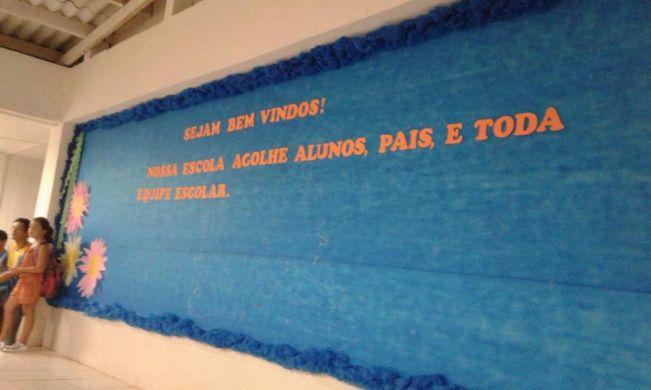 SEJAM BEM VINDOS!
NOSSA ESCOLA ACOLHE ALUNOS, PAIS, E TODA
EQUIPE ESCOLAR.